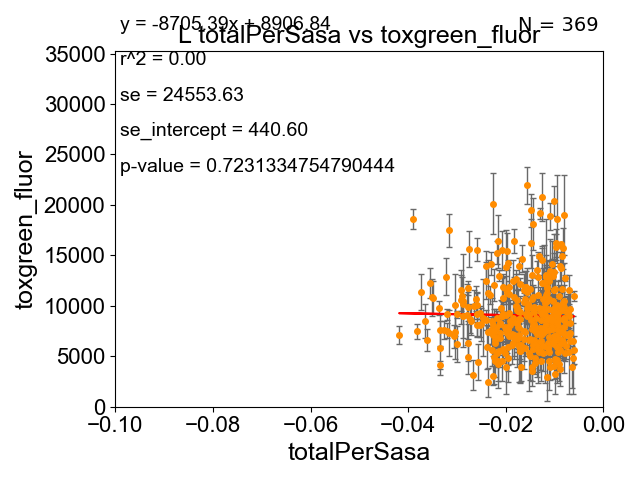 y = -8705.39x + 8906.84
N = 369
L totalPerSasa vs toxgreen_fluor
r^2 = 0.00
se = 24553.63
se_intercept = 440.60
p-value = 0.7231334754790444
35000
30000
25000
20000
15000
10000
5000
0
toxgreen_fluor
−0.10
−0.08
−0.06
−0.04
−0.02
0.00
totalPerSasa